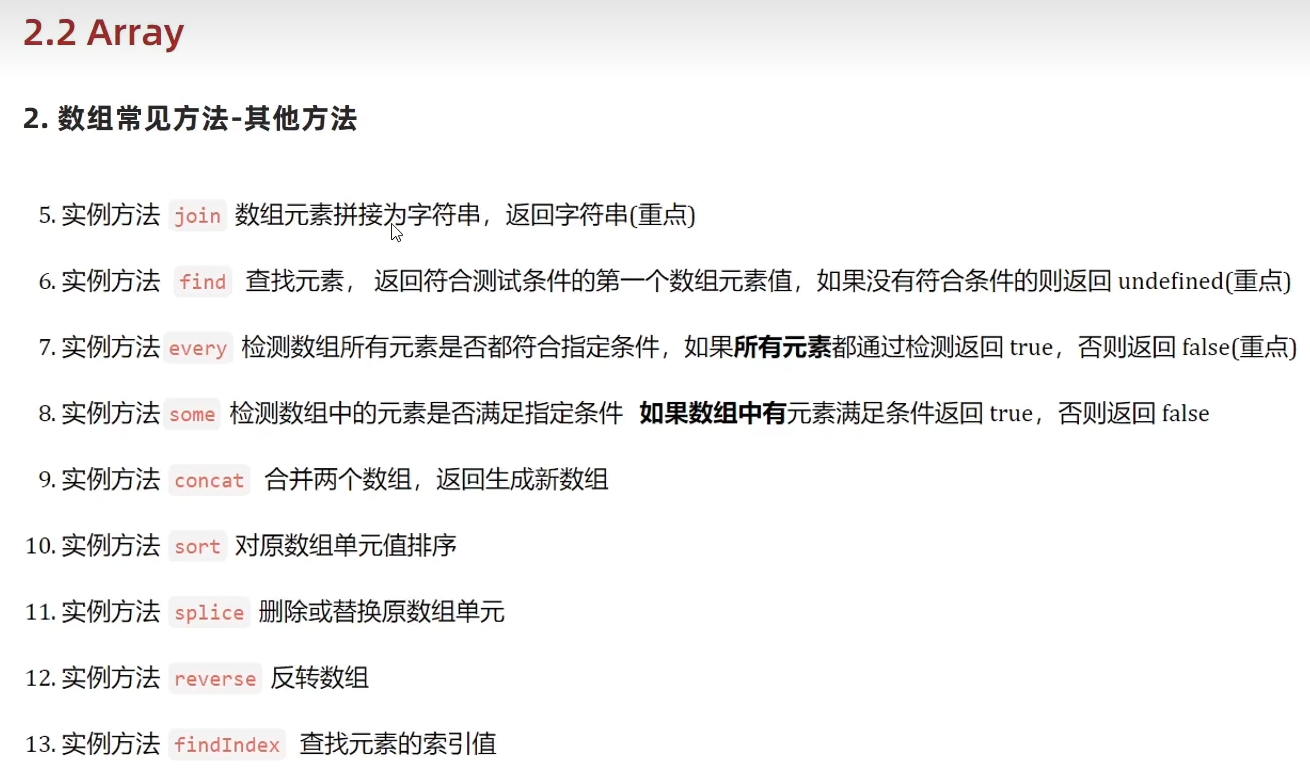 2.2 Array
2. 数组常见方法-其他方法
5. 实例方法 join 数组元素拼接为字符串，返回字符串(重点)
6. 实例方法 find 查找元素， 返回符合测试条件的第一个数组元素值，如果没有符合条件的则返回 undefined(重点)
7. 实例方法 every 检测数组所有元素是否都符合指定条件，如果所有元素都通过检测返回 true，否则返回 false(重点)
8. 实例方法 some 检测数组中的元素是否满足指定条件 如果数组中有元素满足条件返回 true，否则返回 false
9. 实例方法 concat 合并两个数组，返回生成新数组
10. 实例方法 sort 对原数组单元值排序
11. 实例方法 splice 删除或替换原数组单元
12. 实例方法 reverse 反转数组
13. 实例方法 findIndex 查找元素的索引值